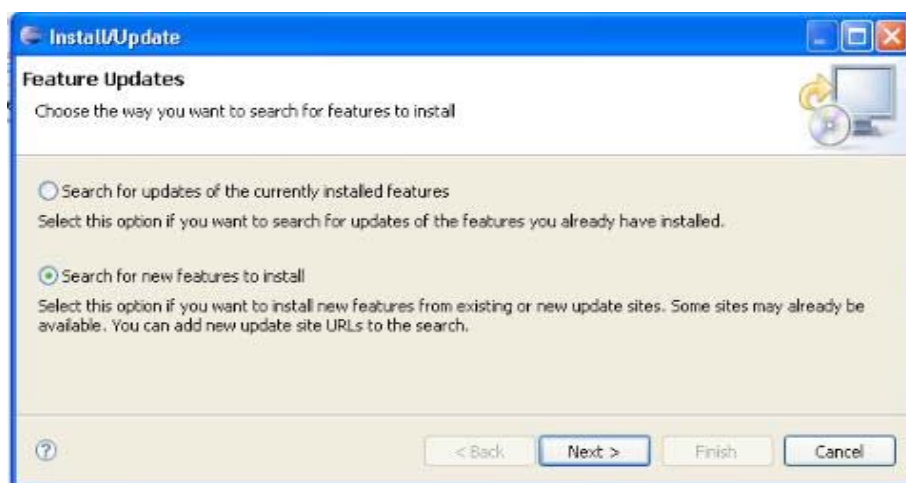 Install/Update
Feature Updates
Choose the way you want to search for features to install
Search for updates of the currently installed features
Select this option if you want to search for updates of the features you already have installed.
Search for new features to install
Select this option if you want to install new features from existing or new update sites. Some sites may already be
available. You can add new update site URLs to the search.
?
< Back Next > Finish Cancel